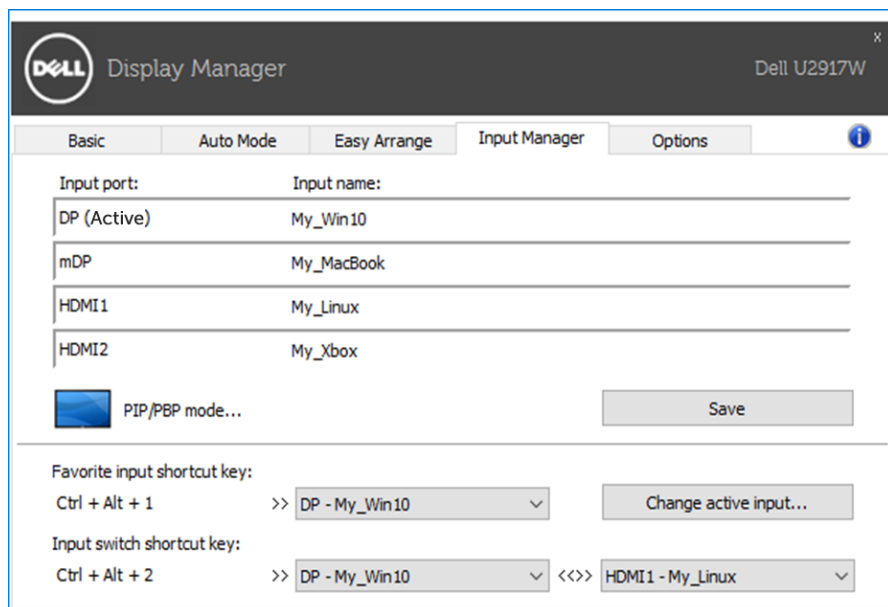 x
DELL Display Manager Dell U2917W
Basic Auto Mode Easy Arrange Input Manager Options i
Input port: Input name:
DP (Active) My_Win10
mDP My_MacBook
HDMI1 My_Linux
HDMI2 My_Xbox
PIP/PBP mode... Save
Favorite input shortcut key:
Ctrl + Alt + 1 >> DP - My_Win10 Change active input...
Input switch shortcut key:
Ctrl + Alt + 2 >> DP - My_Win10 <<>> HDMI1 - My_Linux